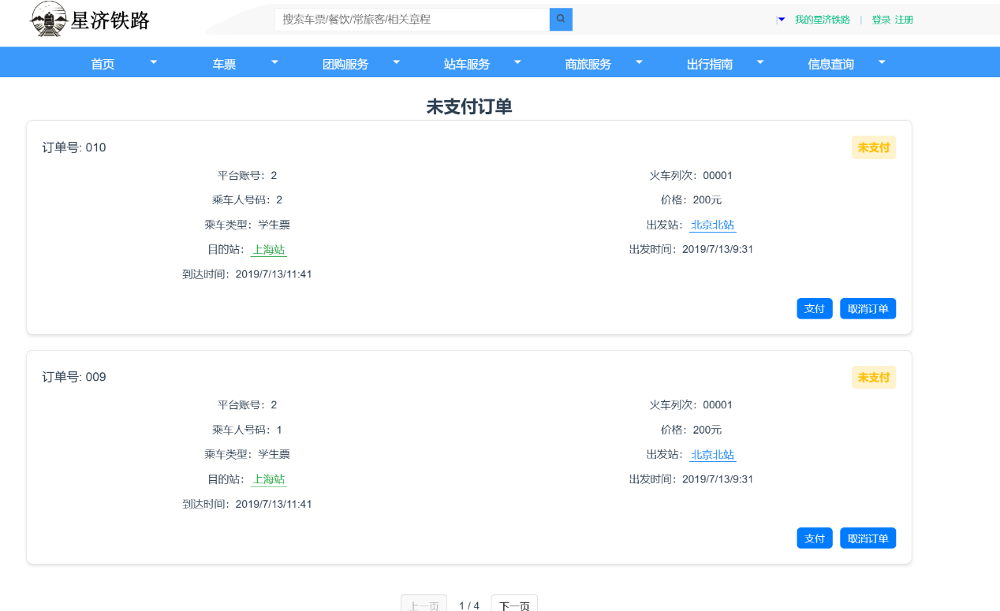 星济铁路
搜索车票/餐饮/常旅客/相关章程
我的星济铁路 | 登录 注册
首页 车票 团购服务 站车服务 商旅服务 出行指南 信息查询
未支付订单
订单号: 010 未支付
平台账号：2 火车列次：00001
乘车人号码：2 价格：200元
乘车类型：学生票 出发站： 北京北站
目的站： 上海站 出发时间：2019/7/13/9:31
到达时间：2019/7/13/11:41
支付 取消订单
订单号: 009 未支付
平台账号：2 火车列次：00001
乘车人号码：1 价格：200元
乘车类型：学生票 出发站： 北京北站
目的站： 上海站 出发时间：2019/7/13/9:31
到达时间：2019/7/13/11:41
支付 取消订单
上一页 1 / 4 下一页